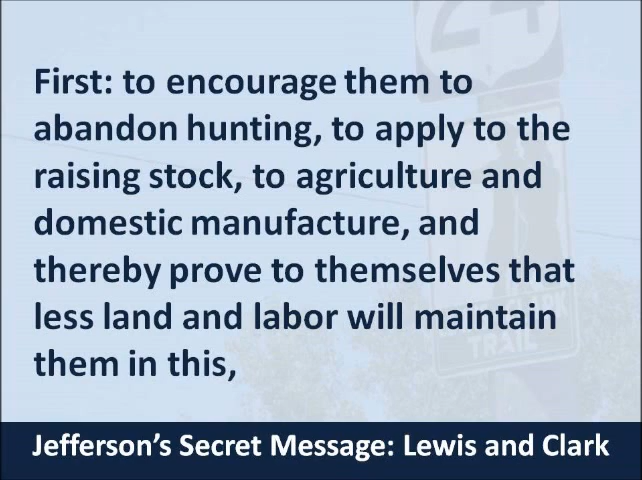 24
First: to encourage them to
abandon hunting, to apply to the
raising stock, to agriculture and
domestic manufacture, and
thereby prove to themselves that
less land and labor will maintain
them in this,
TRAIL
Jefferson's Secret Message: Lewis and Clark